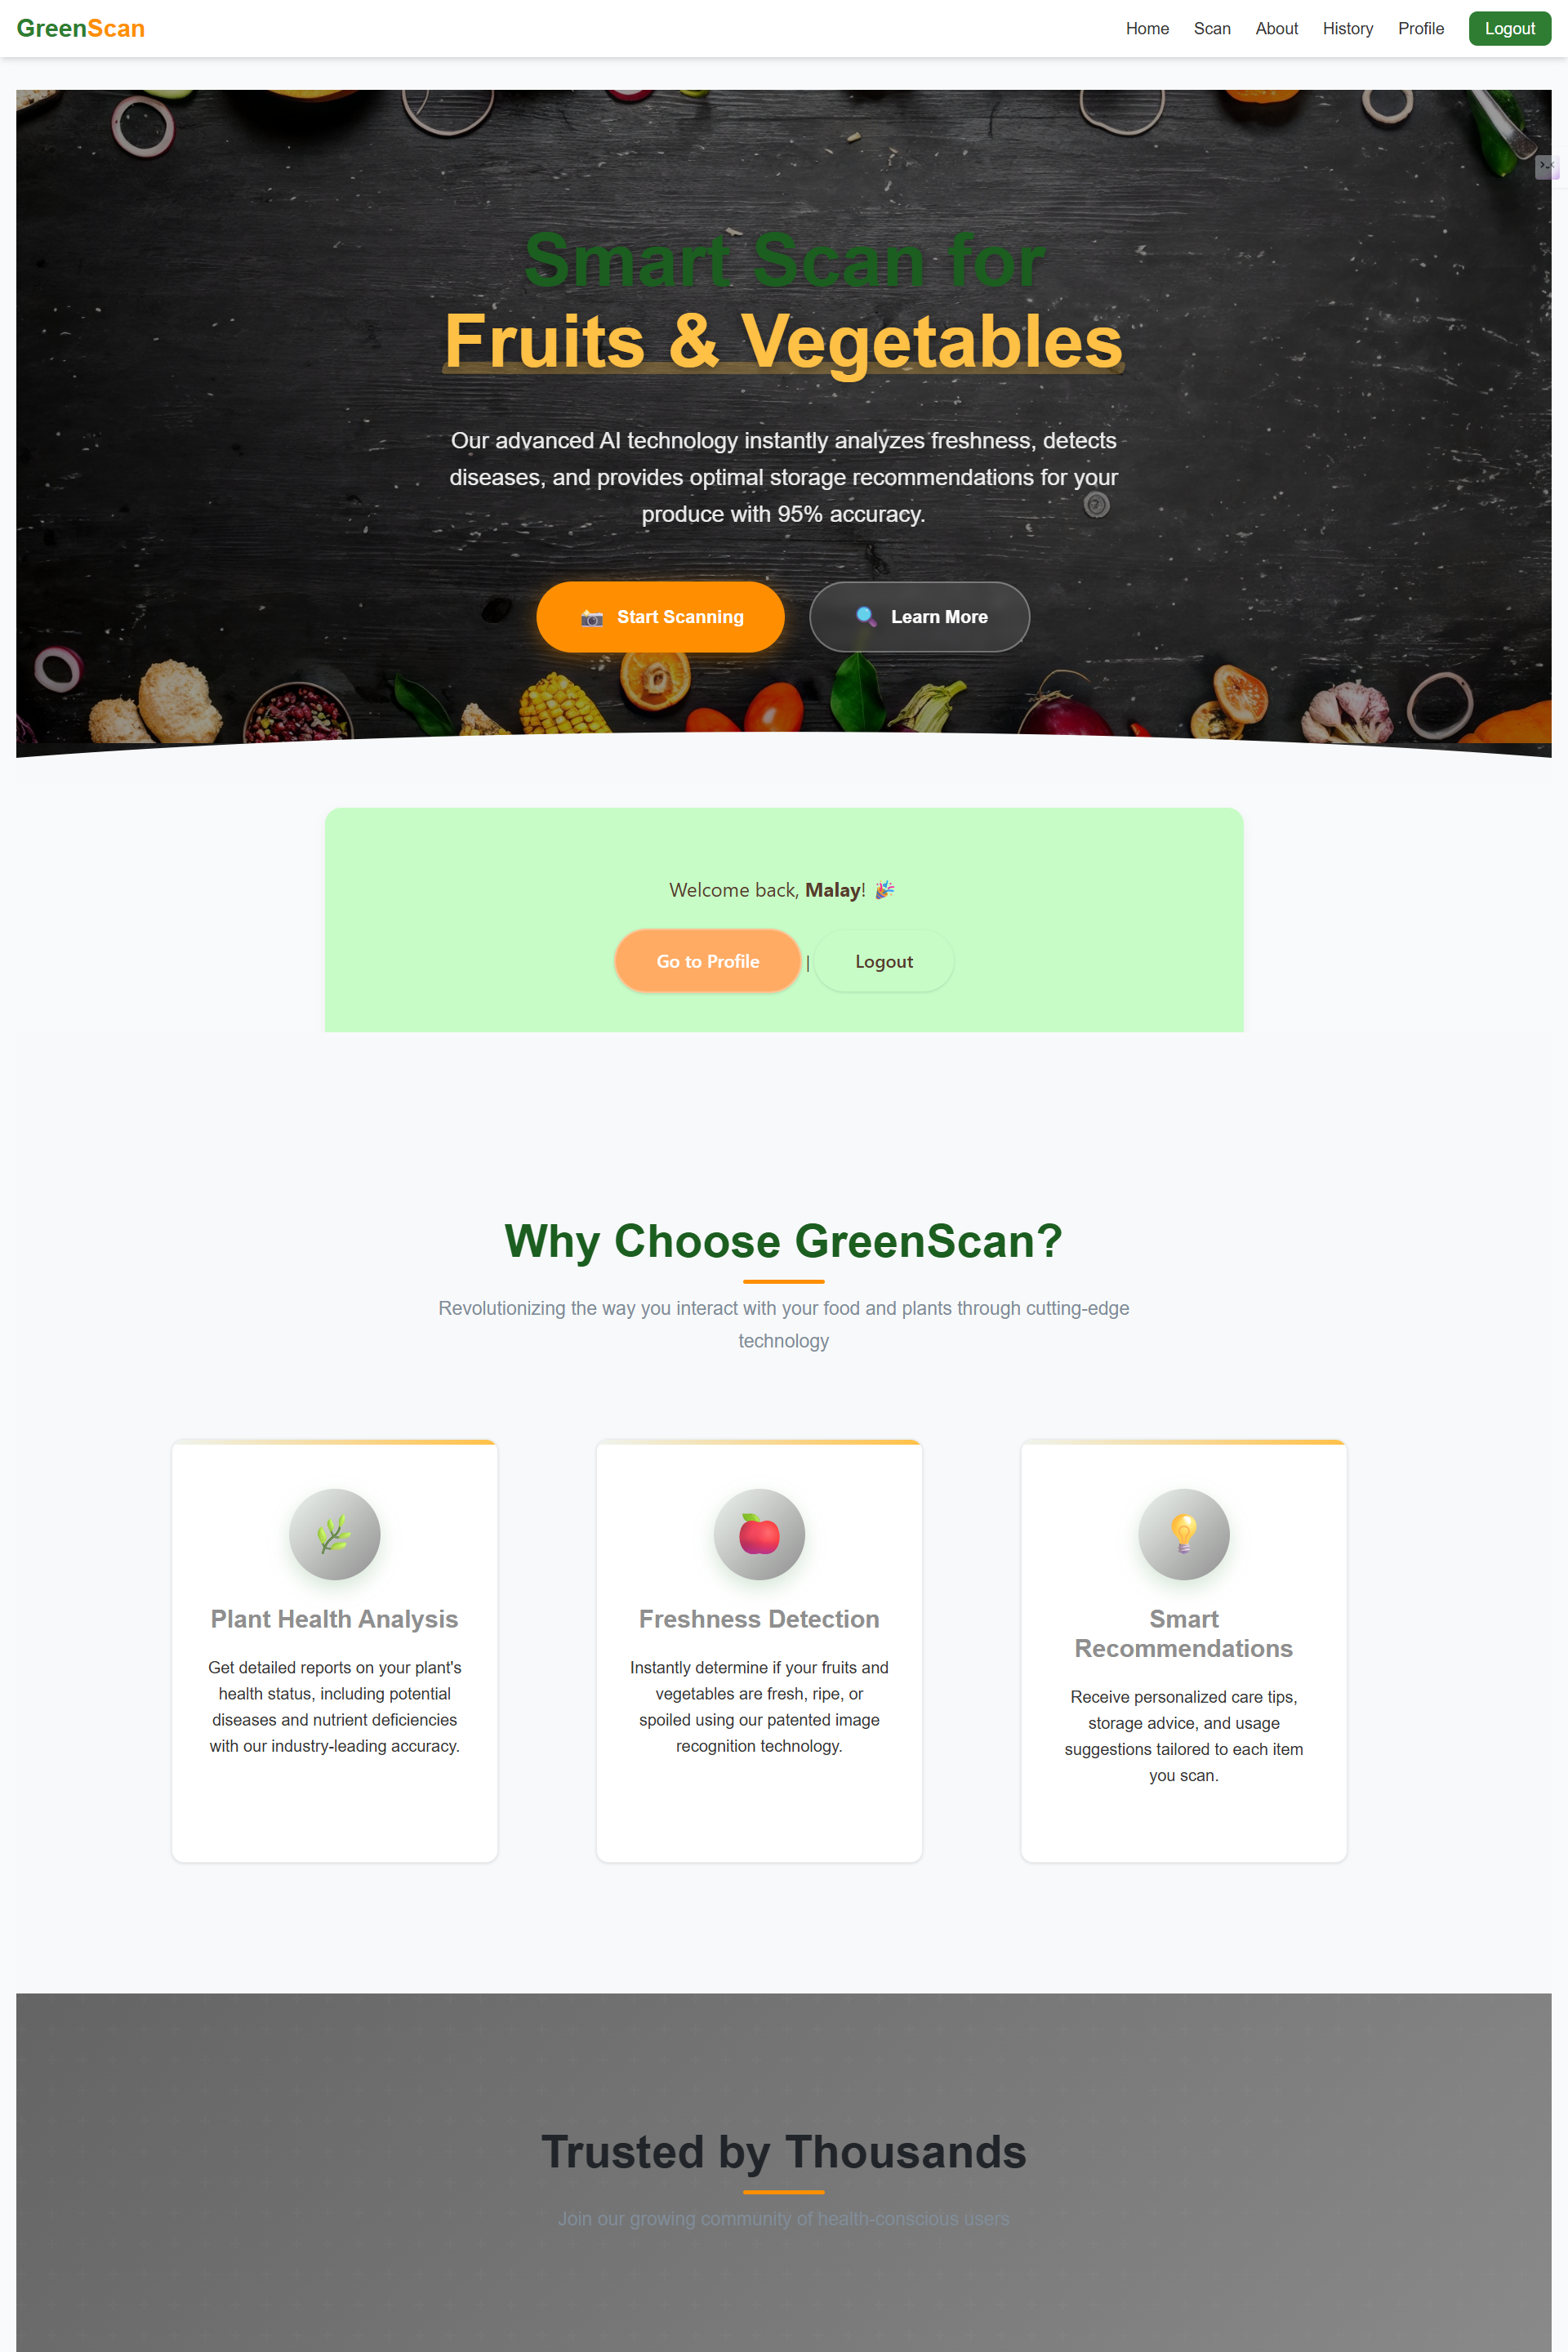 GreenScan
Home Scan About History Profile Logout
Smart Scan for
Fruits & Vegetables
Our advanced AI technology instantly analyzes freshness, detects
diseases, and provides optimal storage recommendations for your
produce with 95% accuracy.
📸 Start Scanning
🔍 Learn More
Welcome back, Malay! 🎉
Go to Profile | Logout
Why Choose GreenScan?
Revolutionizing the way you interact with your food and plants through cutting-edge
technology
Plant Health Analysis
Get detailed reports on your plant's
health status, including potential
diseases and nutrient deficiencies
with our industry-leading accuracy.
Freshness Detection
Instantly determine if your fruits and
vegetables are fresh, ripe, or
spoiled using our patented image
recognition technology.
Smart
Recommendations
Receive personalized care tips,
storage advice, and usage
suggestions tailored to each item
you scan.
Trusted by Thousands
Join our growing community of health-conscious users